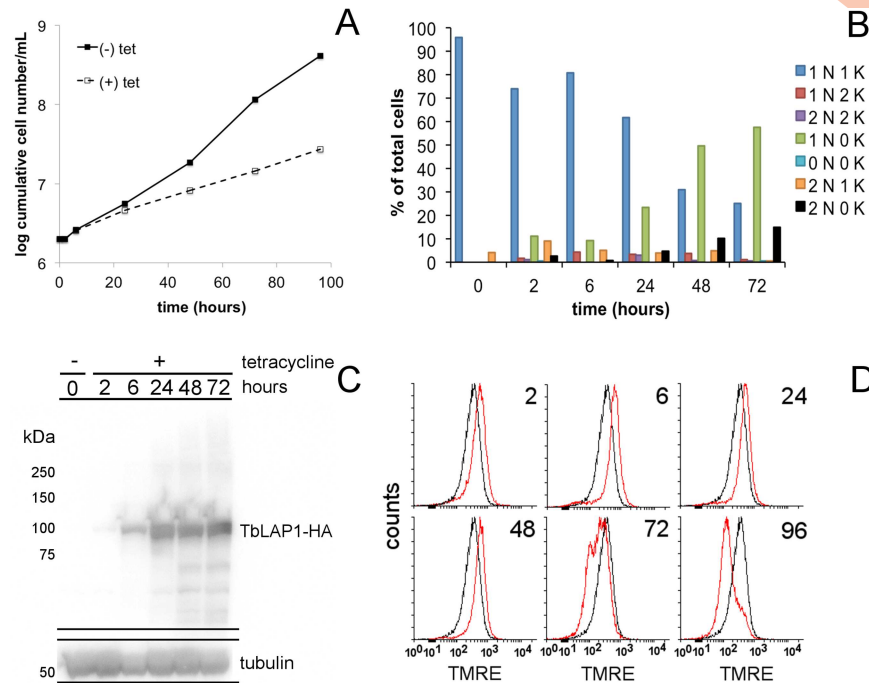 A
log cumulative cell number/mL
9
8
7
6
(-) tet
(+) tet
0 20 40 60 80 100
time (hours)
B
% of total cells
100
90
80
70
60
50
40
30
20
10
0
0 2 6 24 48 72
time (hours)
1 N 1 K
1 N 2 K
2 N 2 K
1 N 0 K
0 N 0 K
2 N 1 K
2 N 0 K
C
- + tetracycline
0 2 6 24 48 72 hours
kDa
250
150
100
75
TbLAP1-HA
50
tubulin
D
counts
2 6 24
48 72 96
10⁰10¹ 10² 10³ 10⁴ 10⁰10¹ 10² 10³ 10⁴ 10⁰10¹ 10² 10³ 10⁴
TMRE TMRE TMRE